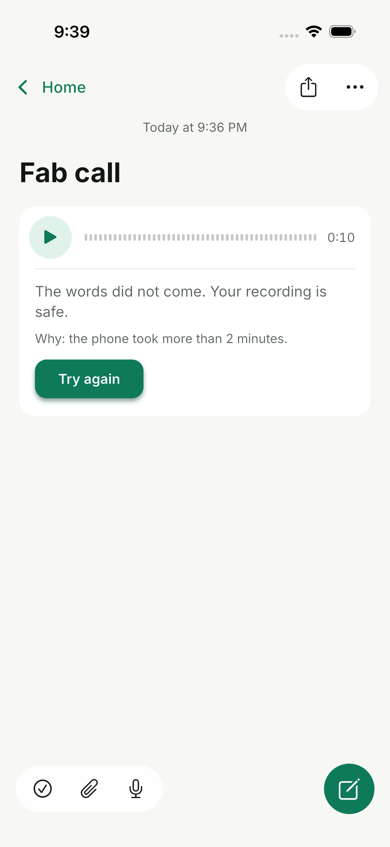 9:39
Home
Today at 9:36 PM
Fab call
0:10
The words did not come. Your recording is
safe.
Why: the phone took more than 2 minutes.
Try again